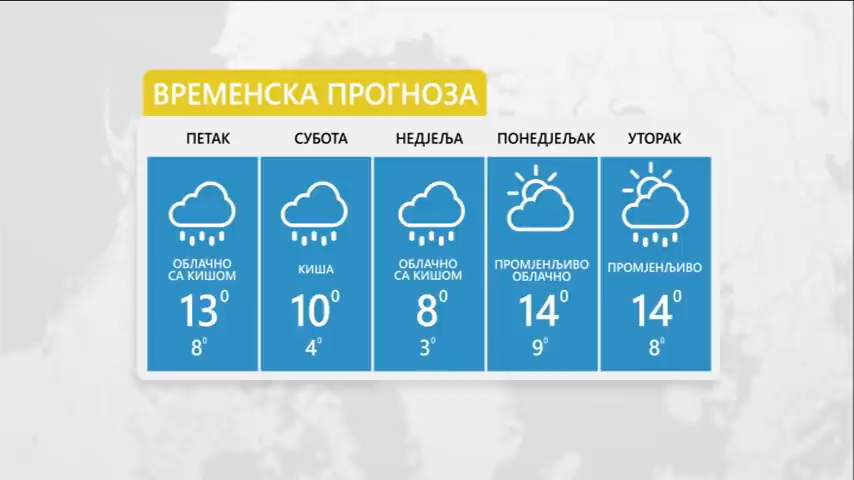 ВРЕМЕНСКА ПРОГНОЗА
ПЕТАК СУБОТА НЕДЈЕЉА ПОНЕДЈЕЉАК УТОРАК
ОБЛАЧНО
СА КИШОМ
13⁰
8⁰
КИША
10⁰
4⁰
ОБЛАЧНО
СА КИШОМ
8⁰
3⁰
ПРОМЈЕНЉИВО
ОБЛАЧНО
14⁰
9⁰
ПРОМЈЕНЉИВО
14⁰
8⁰